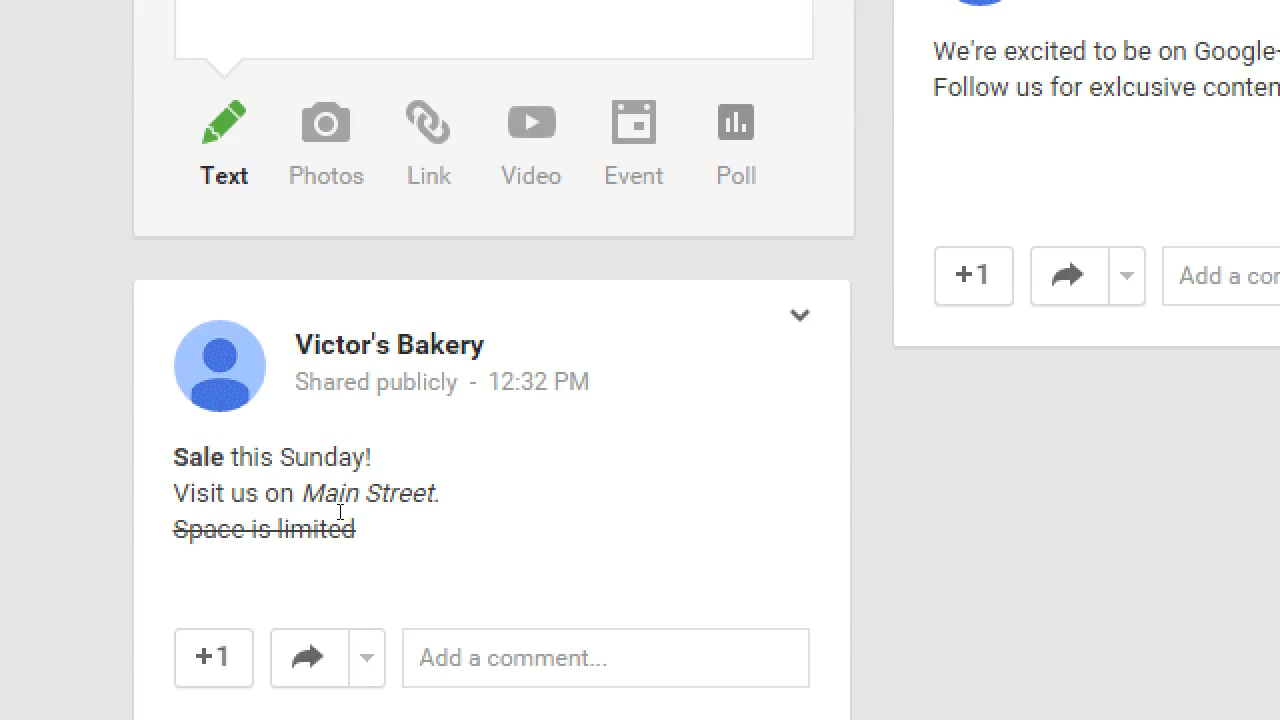 Text Photos Link Video Event Poll
Victor's Bakery
Shared publicly - 12:32 PM
Sale this Sunday!
Visit us on Main Street.
Space is limited
+1 Add a comment...
We're excited to be on Google+
Follow us for exlcusive
+1 Add a